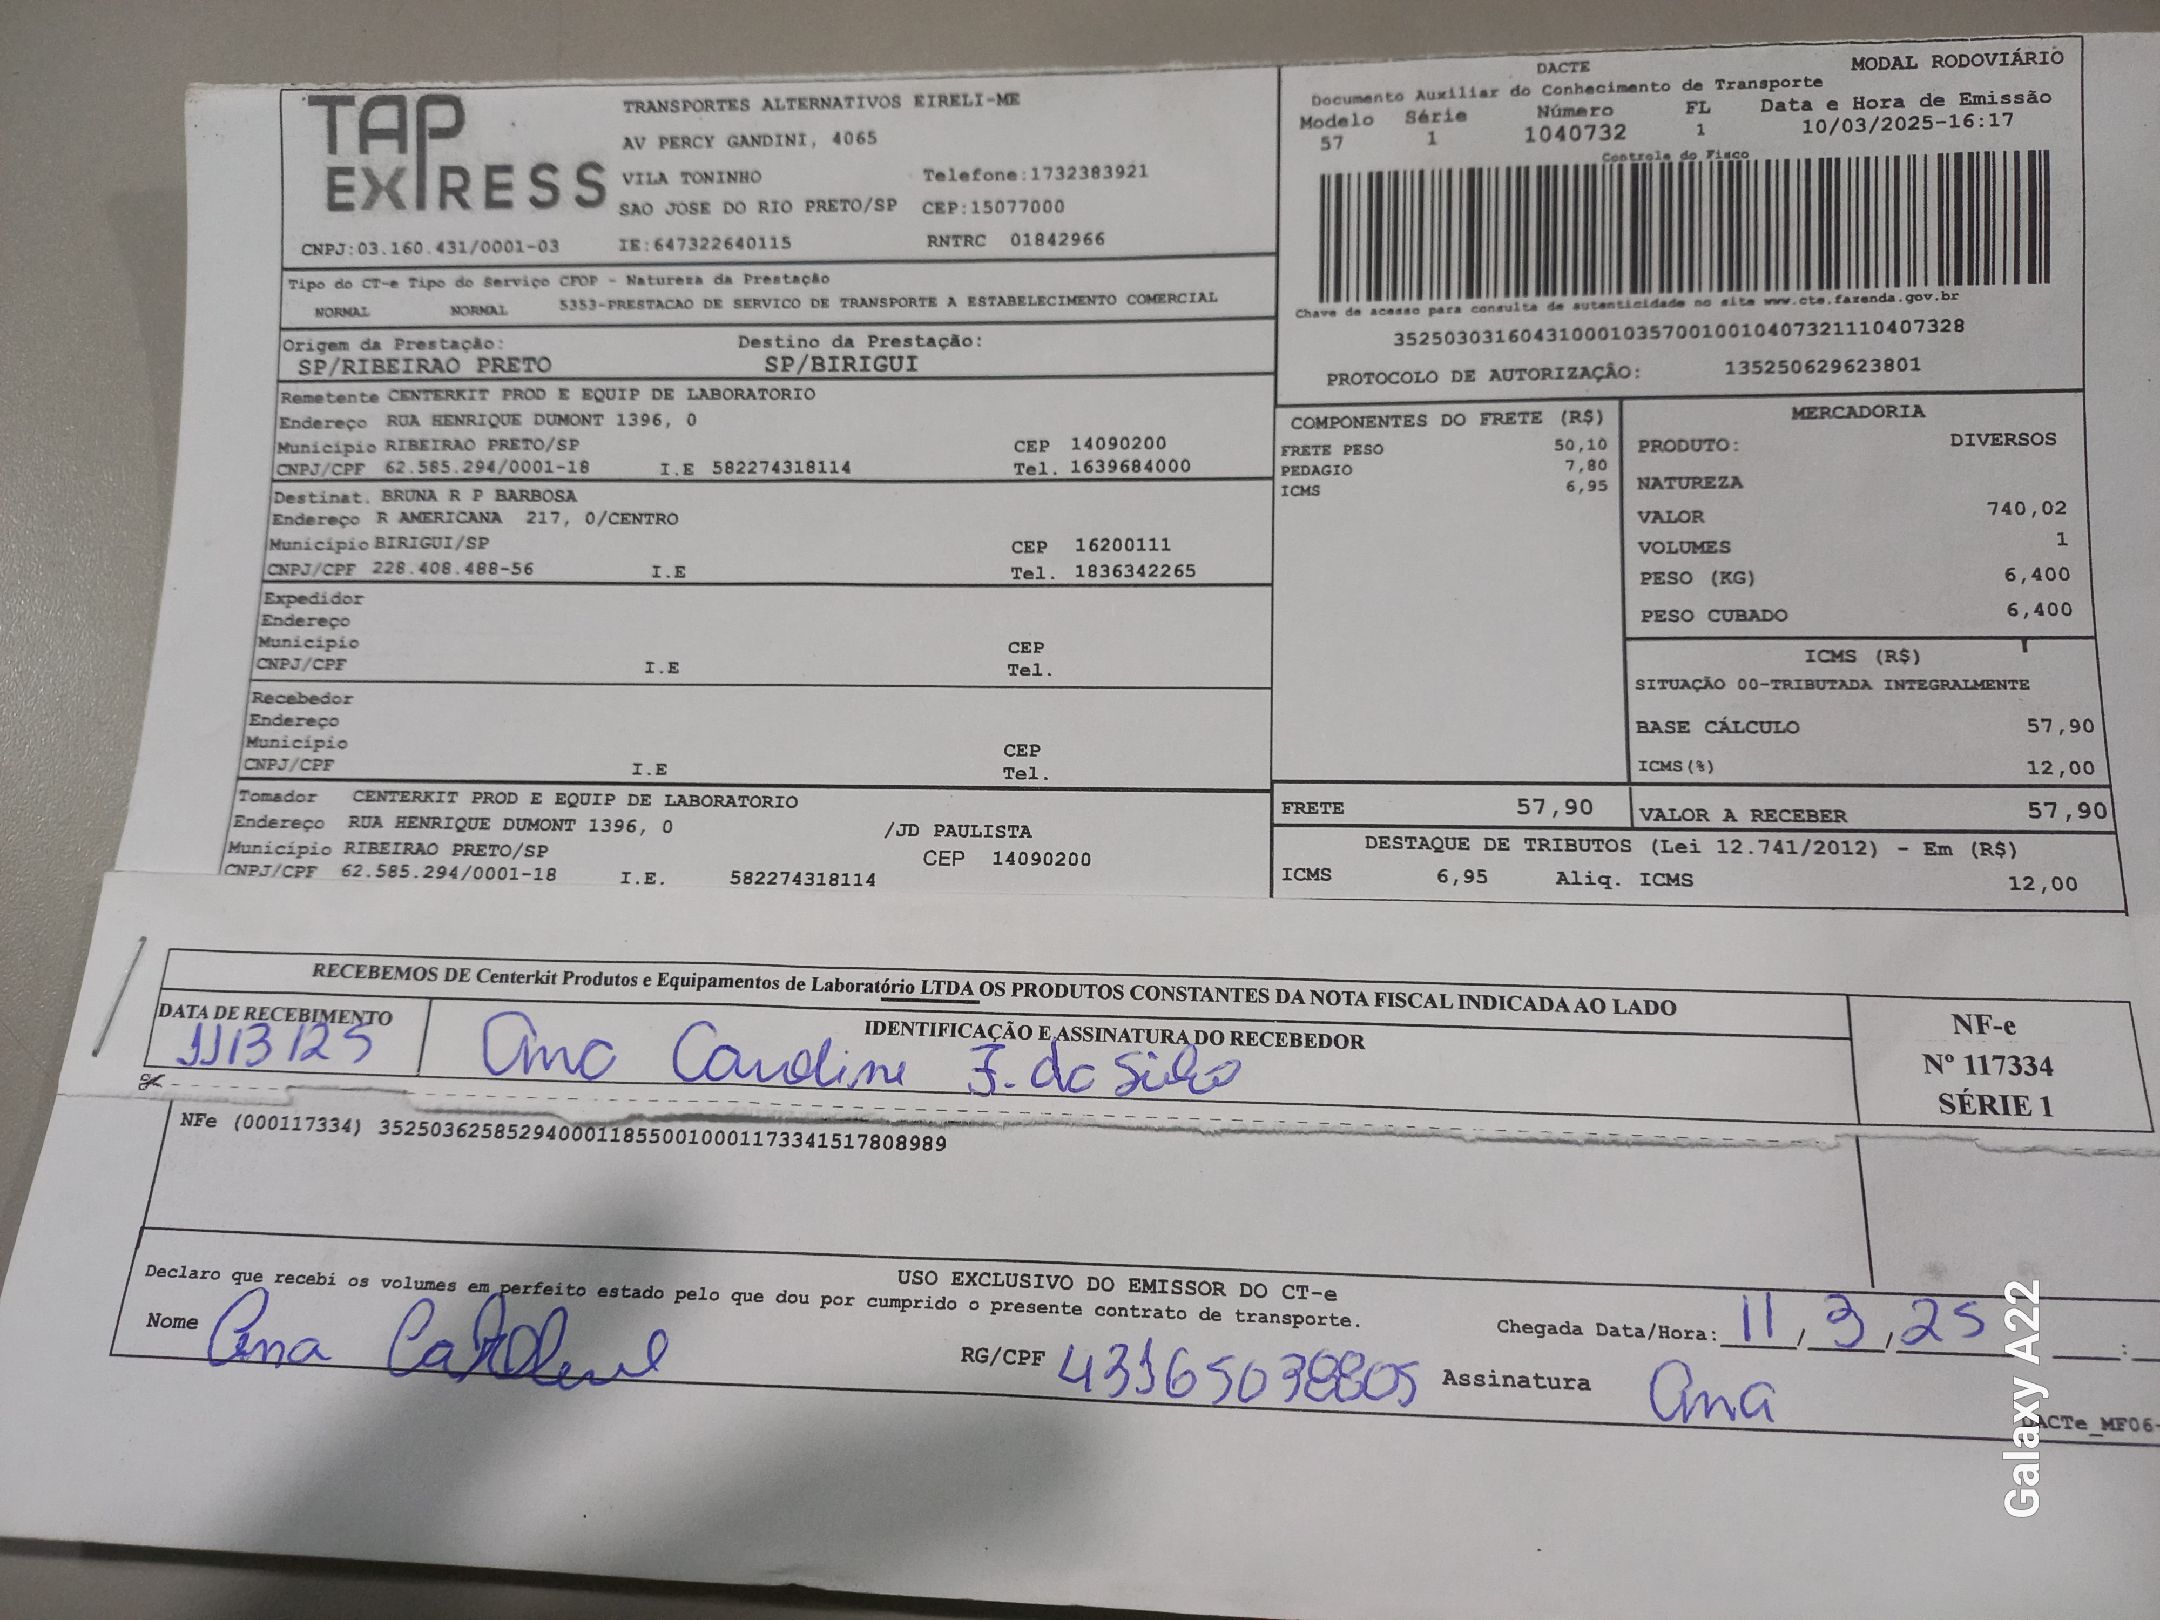 TAP EXPRESS
TRANSPORTES ALTERNATIVOS EIRELI-ME
AV PERCY GANDINI, 4065
VILA TONINHO Telefone:1732383921
SAO JOSE DO RIO PRETO/SP CEP:15077000
CNPJ:03.160.431/0001-03 IE:647322640115 RNTRC 01842966
DACTE MODAL RODOVIÁRIO
Documento Auxiliar do Conhecimento de Transporte
Modelo Série Número FL Data e Hora de Emissão
57 1 1040732 1 10/03/2025-16:17
Controle do Fisco
Chave de acesso para consulta de autenticidade no site www.cte.fazenda.gov.br
35250303160431000103570010010407321110407328
PROTOCOLO DE AUTORIZAÇÃO: 135250629623801
Tipo do CT-e Tipo do Serviço CFOP - Natureza da Prestação
NORMAL NORMAL 5353-PRESTACAO DE SERVICO DE TRANSPORTE A ESTABELECIMENTO COMERCIAL
Origem da Prestação: Destino da Prestação:
SP/RIBEIRAO PRETO SP/BIRIGUI
Remetente CENTERKIT PROD E EQUIP DE LABORATORIO
Endereço RUA HENRIQUE DUMONT 1396, 0
Município RIBEIRAO PRETO/SP CEP 14090200
CNPJ/CPF 62.585.294/0001-18 I.E 582274318114 Tel. 1639684000
Destinat. BRUNA R P BARBOSA
Endereço R AMERICANA 217, 0/CENTRO
Município BIRIGUI/SP CEP 16200111
CNPJ/CPF 228.408.488-56 I.E Tel. 1836342265
Expedidor
Endereço
Município CEP
CNPJ/CPF I.E Tel.
Recebedor
Endereço
Município CEP
CNPJ/CPF I.E Tel.
Tomador CENTERKIT PROD E EQUIP DE LABORATORIO
Endereço RUA HENRIQUE DUMONT 1396, 0 /JD PAULISTA
Município RIBEIRAO PRETO/SP CEP 14090200
CNPJ/CPF 62.585.294/0001-18 I.E. 582274318114
COMPONENTES DO FRETE (R$)
FRETE PESO 50,10
PEDAGIO 7,80
ICMS 6,95
MERCADORIA
PRODUTO: DIVERSOS
NATUREZA
VALOR 740,02
VOLUMES 1
PESO (KG) 6,400
PESO CUBADO 6,400
ICMS (R$)
SITUAÇÃO 00-TRIBUTADA INTEGRALMENTE
BASE CÁLCULO 57,90
ICMS(%) 12,00
FRETE 57,90 VALOR A RECEBER 57,90
DESTAQUE DE TRIBUTOS (Lei 12.741/2012) - Em (R$)
ICMS 6,95 Aliq. ICMS 12,00
RECEBEMOS DE Centerkit Produtos e Equipamentos de Laboratório LTDA OS PRODUTOS CONSTANTES DA NOTA FISCAL INDICADA AO LADO
DATA DE RECEBIMENTO IDENTIFICAÇÃO E ASSINATURA DO RECEBEDOR
11/3/25 Ana Caroline F. da Silva
NF-e
Nº 117334
SÉRIE 1
NFe (000117334) 35250362585294000118550010001173341517808989
USO EXCLUSIVO DO EMISSOR DO CT-e
Declaro que recebi os volumes em perfeito estado pelo que dou por cumprido o presente contrato de transporte.
Nome Ana Caroline RG/CPF 43165038805 Assinatura Ana
Chegada Data/Hora: 11/3/25 :
DACTe_MF06-
Galaxy A22